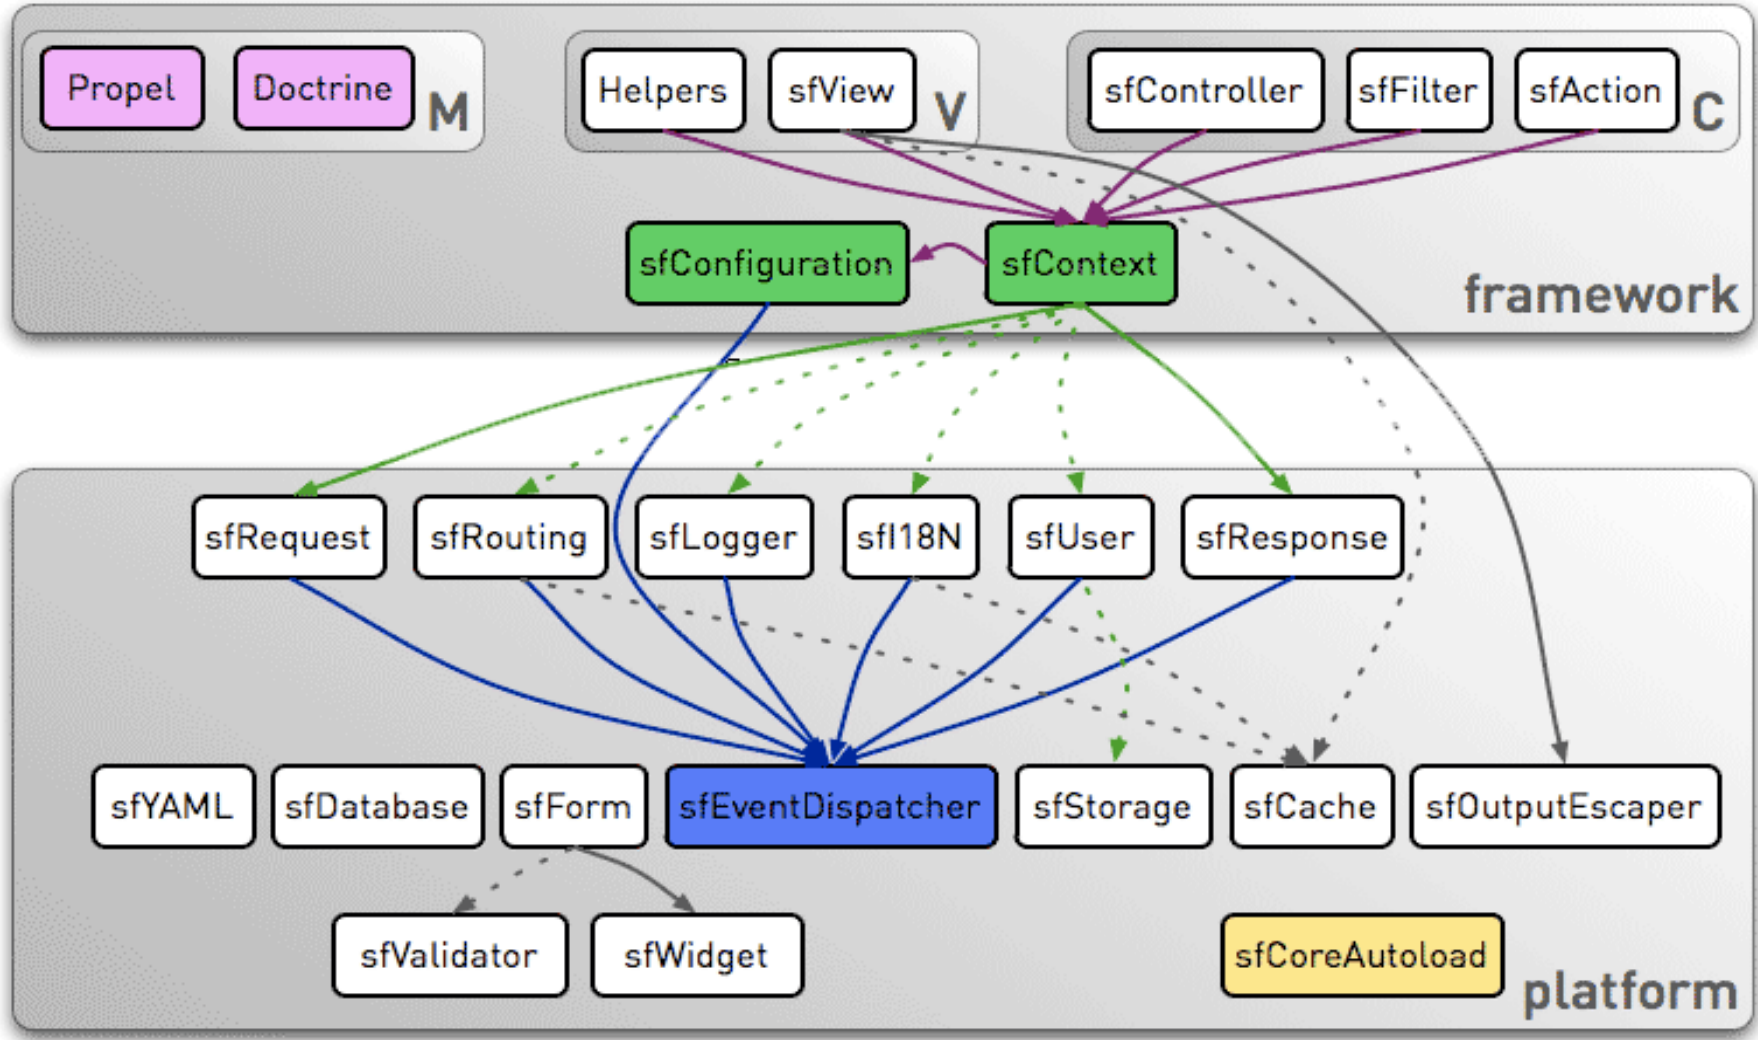 Propel
Doctrine
M
Helpers
sfView
V
sfController
sfFilter
sfAction
C
sfConfiguration
sfContext
framework
sfRequest
sfRouting
sfLogger
sfI18N
sfUser
sfResponse
sfYAML
sfDatabase
sfForm
sfEventDispatcher
sfStorage
sfCache
sfOutputEscaper
sfValidator
sfWidget
sfCoreAutoload
platform